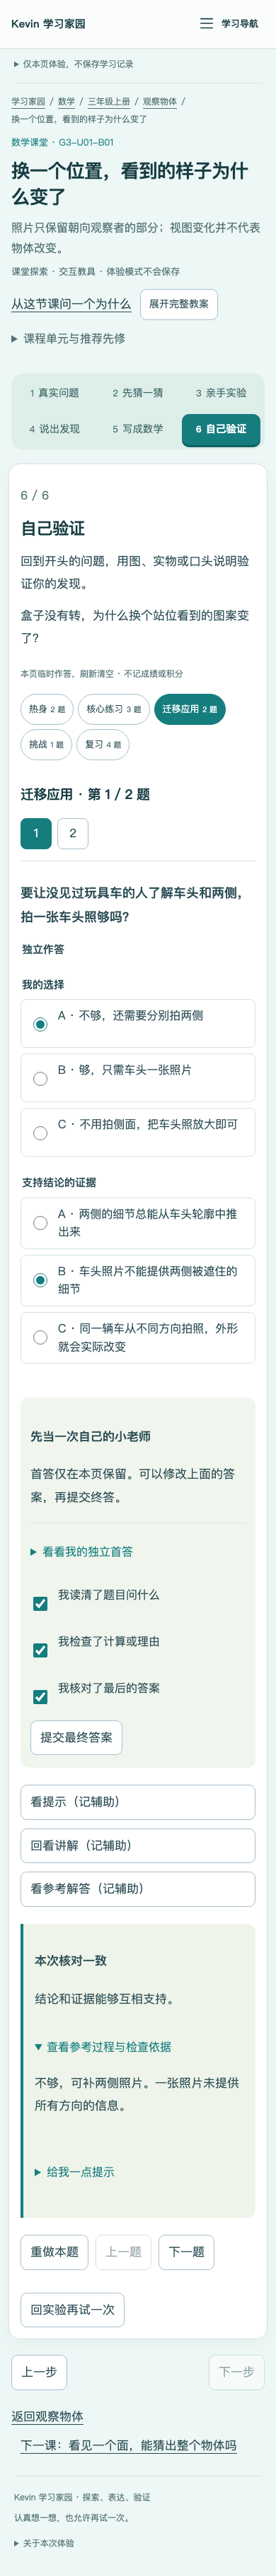 Kevin 学习家园
学习导航
仅本页体验，不保存学习记录
学习家园 / 数学 / 三年级上册 / 观察物体 /
换一个位置，看到的样子为什么变了
数学课堂 · G3-U01-B01
换一个位置，看到的样子为什
么变了
照片只保留朝向观察者的部分；视图变化并不代表
物体改变。
课堂探索 · 交互教具 · 体验模式不会保存
从这节课问一个为什么
展开完整教案
课程单元与推荐先修
1 真实问题
2 先猜一猜
3 亲手实验
4 说出发现
5 写成数学
6 自己验证
6 / 6
自己验证
回到开头的问题，用图、实物或口头说明验
证你的发现。
盒子没有转，为什么换个站位看到的图案变
了？
本页临时作答，刷新清空 · 不记成绩或积分
热身 2 题
核心练习 3 题
迁移应用 2 题
挑战 1 题
复习 4 题
迁移应用 · 第 1 / 2 题
1
2
要让没见过玩具车的人了解车头和两侧，
拍一张车头照够吗？
独立作答
我的选择
A · 不够，还需要分别拍两侧
B · 够，只需车头一张照片
C · 不用拍侧面，把车头照放大即可
支持结论的证据
A · 两侧的细节总能从车头轮廓中推
出来
B · 车头照片不能提供两侧被遮住的
细节
C · 同一辆车从不同方向拍照，外形
就会实际改变
先当一次自己的小老师
首答仅在本页保留。可以修改上面的答
案，再提交终答。
看看我的独立首答
我读清了题目问什么
我检查了计算或理由
我核对了最后的答案
提交最终答案
看提示（记辅助）
回看讲解（记辅助）
看参考解答（记辅助）
本次核对一致
结论和证据能够互相支持。
查看参考过程与检查依据
不够，可补两侧照片。一张照片未提供
所有方向的信息。
给我一点提示
重做本题
上一题
下一题
回实验再试一次
上一步
下一步
返回观察物体
下一课：看见一个面，能猜出整个物体吗
Kevin 学习家园 · 探索、表达、验证
认真想一想，也允许再试一次。
关于本次体验